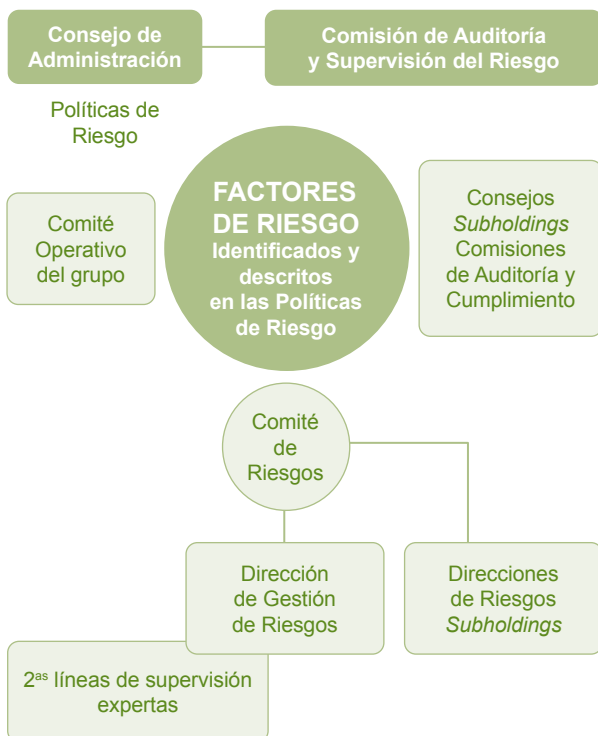 Consejo de
Administración
Comisión de Auditoría
y Supervisión del Riesgo
Políticas de
Riesgo
FACTORES
DE RIESGO
Identificados y
descritos
en las Políticas
de Riesgo
Comité
Operativo
del grupo
Consejos
Subholdings
Comisiones
de Auditoría y
Cumplimiento
Comité
de
Riesgos
Dirección
de Gestión
de Riesgos
Direcciones
de Riesgos
Subholdings
2as líneas de supervisión
expertas